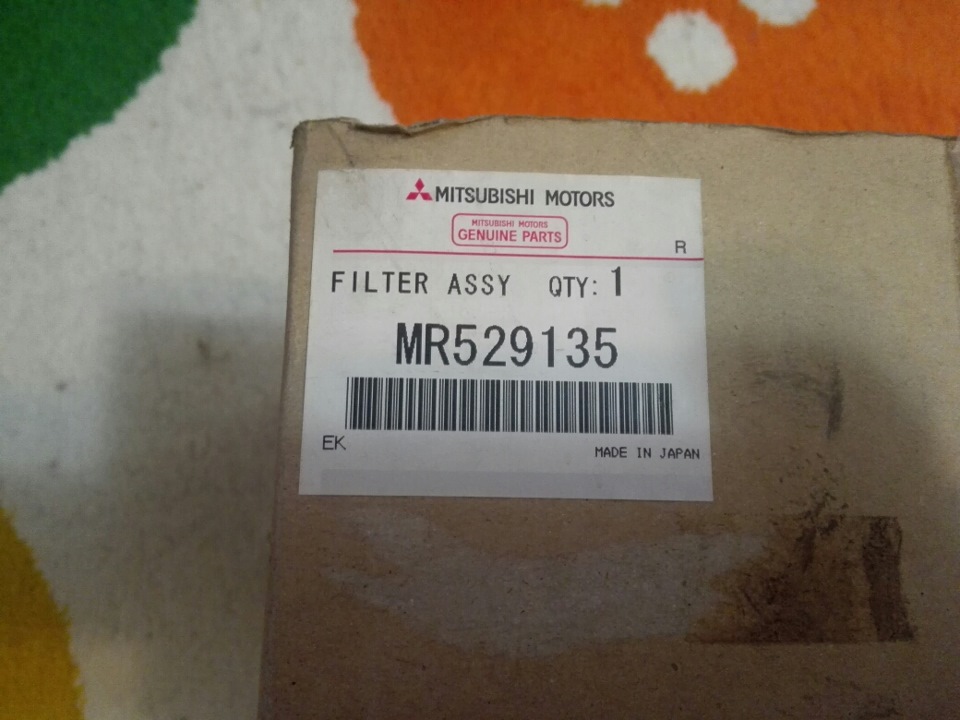 MITSUBISHI MOTORS
MITSUBISHI MOTORS
GENUINE PARTS
R
FILTER ASSY QTY: 1
MR529135
EK
MADE IN JAPAN